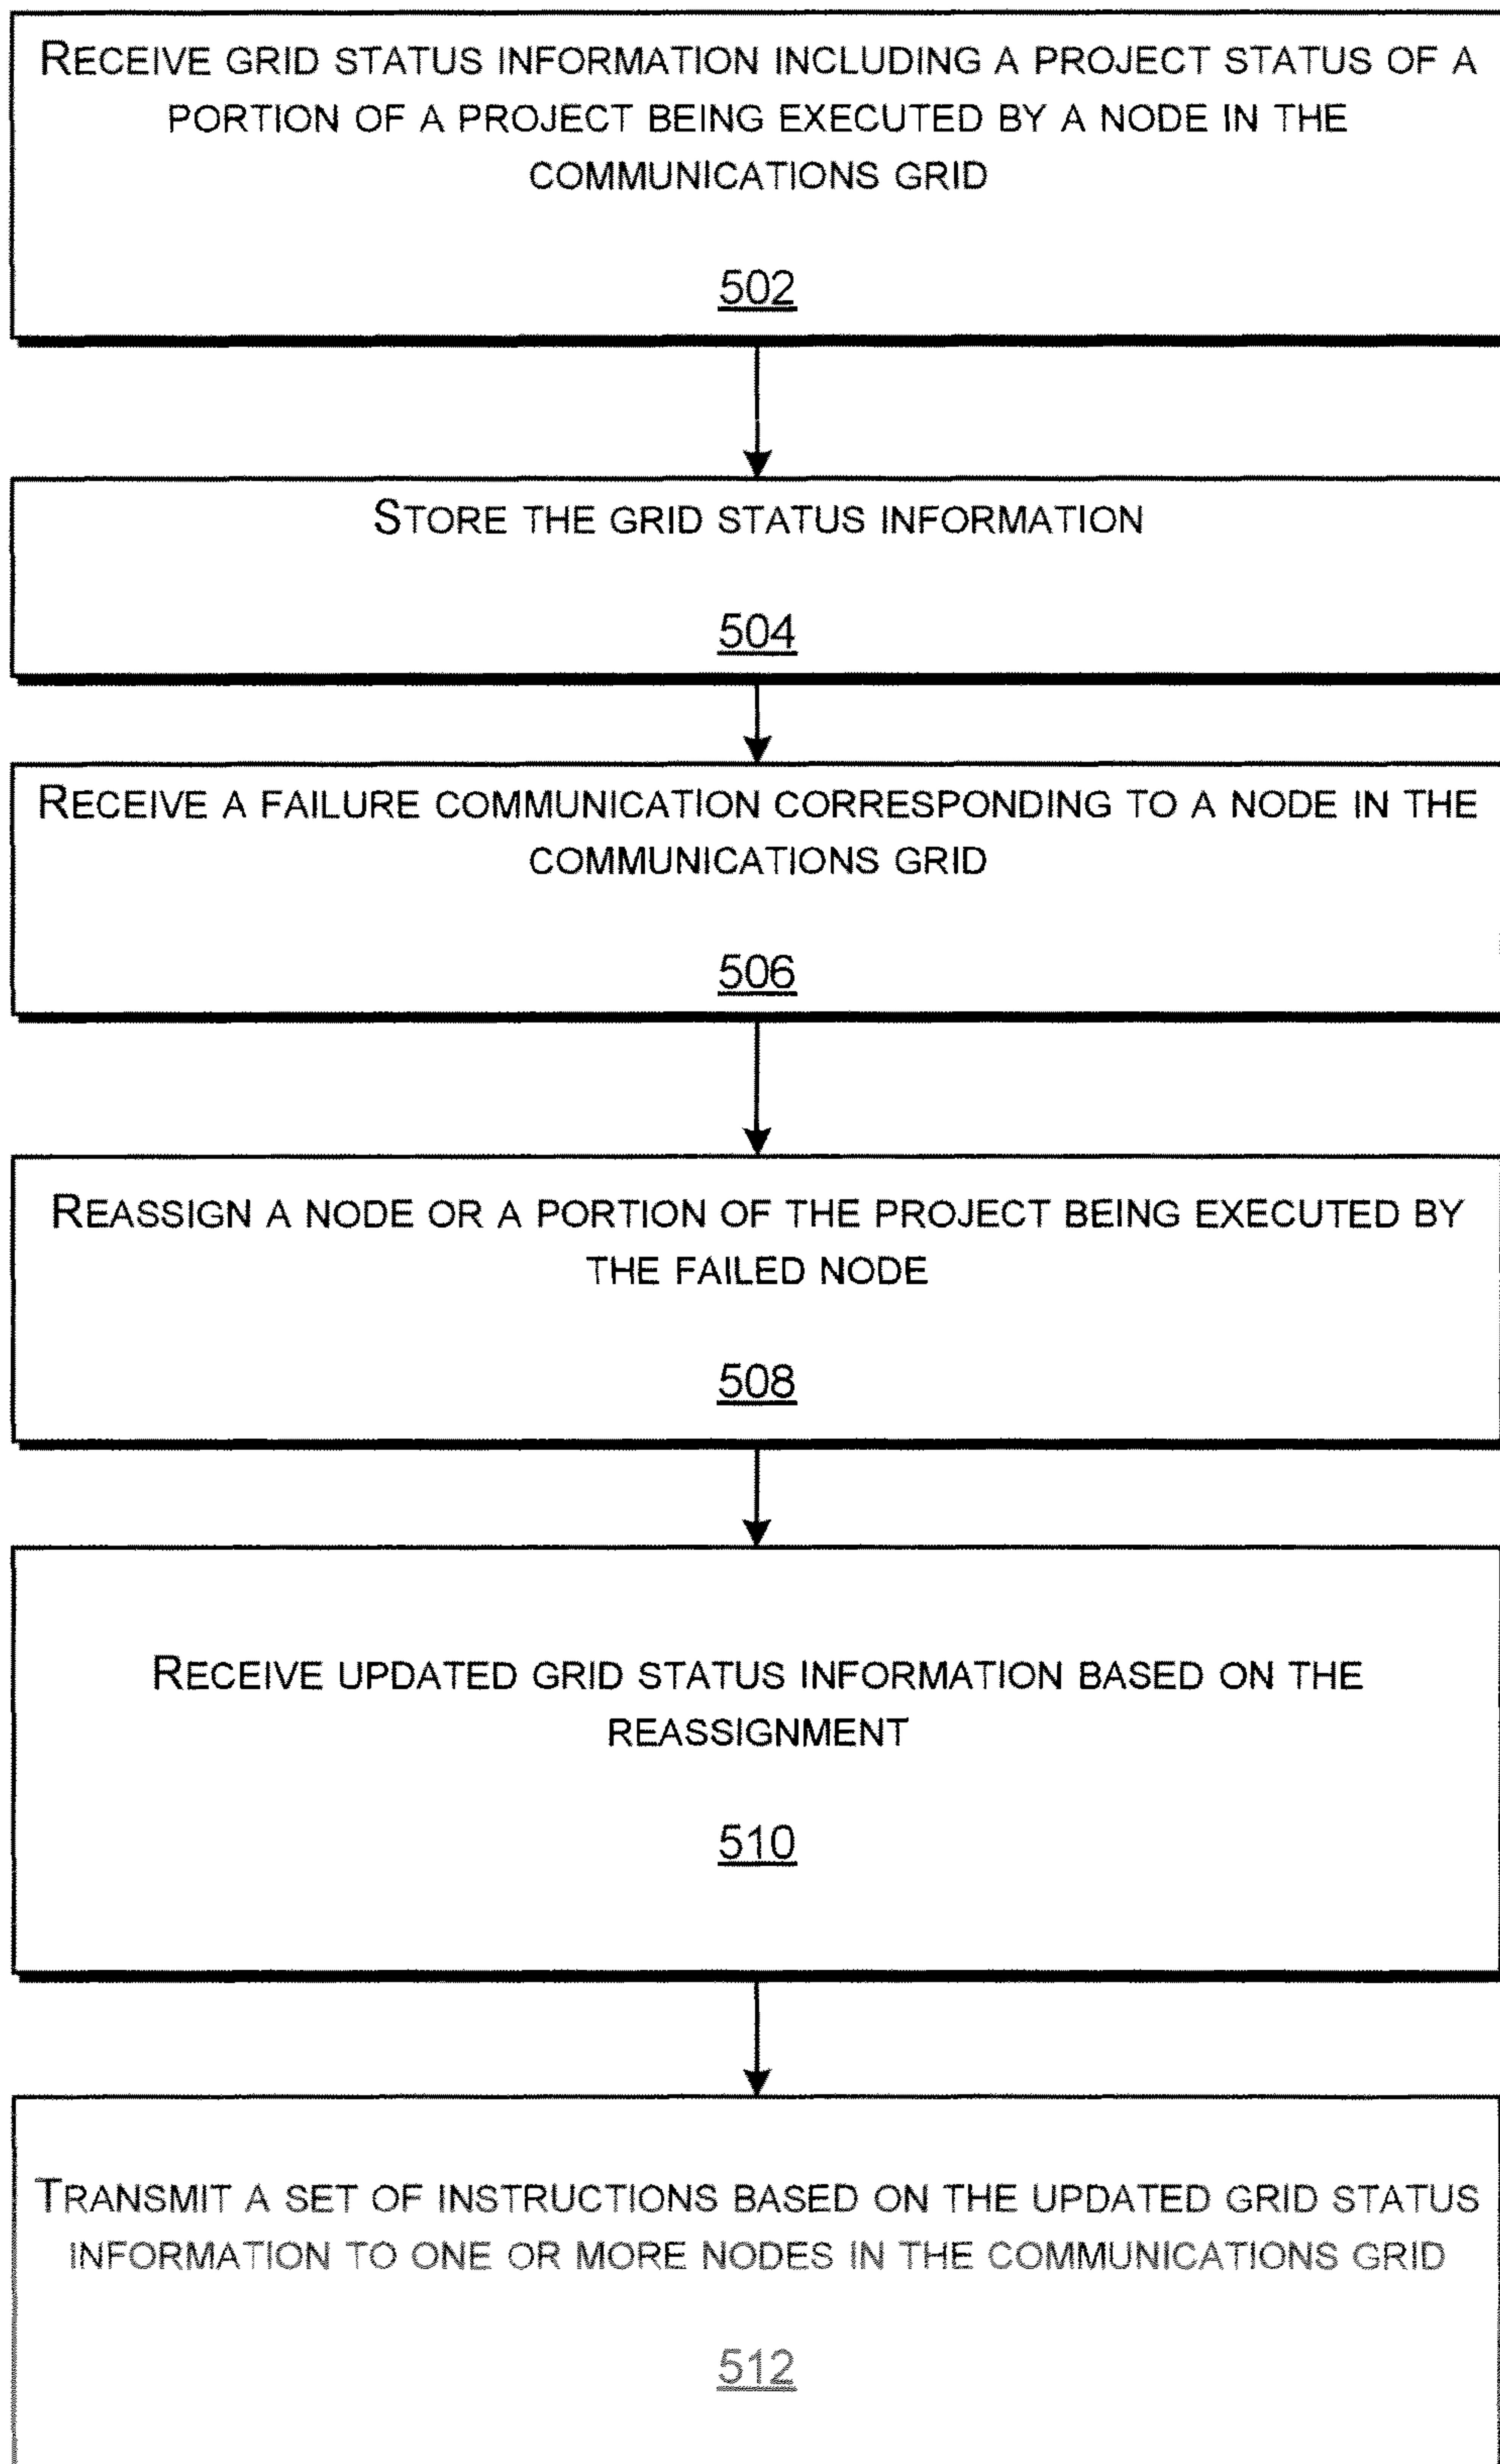 RECEIVE GRID STATUS INFORMATION INCLUDING A PROJECT STATUS OF A
PORTION OF A PROJECT BEING EXECUTED BY A NODE IN THE
COMMUNICATIONS GRID
502
STORE THE GRID STATUS INFORMATION
504
RECEIVE A FAILURE COMMUNICATION CORRESPONDING TO A NODE IN THE
COMMUNICATIONS GRID
506
REASSIGN A NODE OR A PORTION OF THE PROJECT BEING EXECUTED BY
THE FAILED NODE
508
RECEIVE UPDATED GRID STATUS INFORMATION BASED ON THE
REASSIGNMENT
510
TRANSMIT A SET OF INSTRUCTIONS BASED ON THE UPDATED GRID STATUS
INFORMATION TO ONE OR MORE NODES IN THE COMMUNICATIONS GRID
512